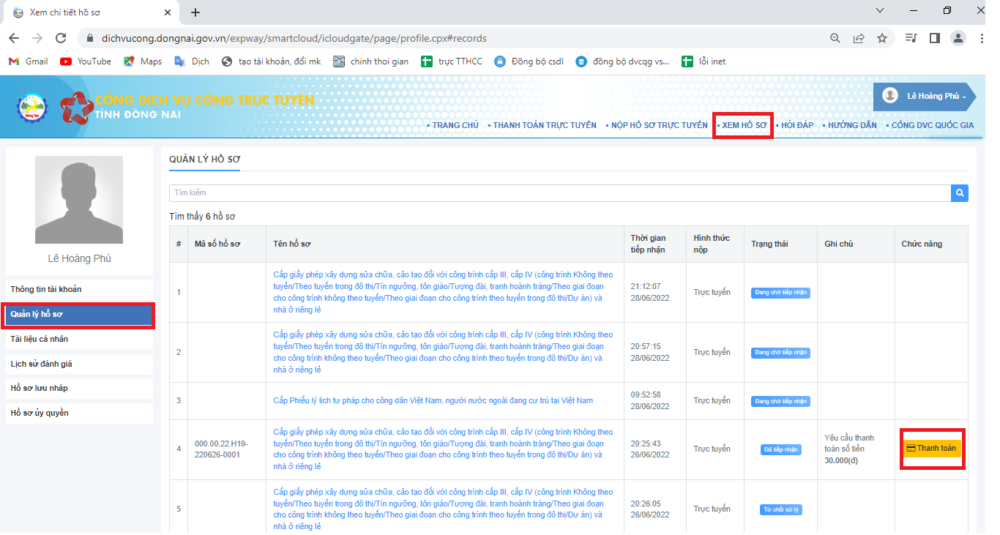 Xem chi tiết hồ sơ
dichvucong.dongnai.gov.vn/expway/smartcloud/icloudgate/page/profile.cpx#records
Gmail YouTube Maps Dịch tạo tài khoản, đổi mk chinh thoi gian trực TTHCC Đồng bộ csdl đồng bộ dvcqg vs... lỗi inet
CỔNG DỊCH VỤ CÔNG TRỰC TUYẾN
TỈNH ĐỒNG NAI
Đồng Nai
Lê Hoàng Phú
• TRANG CHỦ • THANH TOÁN TRỰC TUYẾN • NỘP HỒ SƠ TRỰC TUYẾN • XEM HỒ SƠ • HỎI ĐÁP • HƯỚNG DẪN • CỔNG DVC QUỐC GIA
Lê Hoàng Phú
Thông tin tài khoản
Quản lý hồ sơ
Tài liệu cá nhân
Lịch sử đánh giá
Hồ sơ lưu nháp
Hồ sơ ủy quyền
QUẢN LÝ HỒ SƠ
Tìm kiếm
Tìm thấy 6 hồ sơ
# Mã số hồ sơ Tên hồ sơ Thời gian tiếp nhận Hình thức nộp Trạng thái Ghi chú Chức năng
1
Cấp giấy phép xây dựng sửa chữa, cải tạo đối với công trình cấp III, cấp IV (công trình Không theo
tuyến/Theo tuyến trong đô thị/Tín ngưỡng, tôn giáo/Tượng đài, tranh hoành tráng/Theo giai đoạn
cho công trình không theo tuyến/Theo giai đoạn cho công trình theo tuyến trong đô thị/Dự án) và
nhà ở riêng lẻ
21:12:07
28/06/2022
Trực tuyến
Đang chờ tiếp nhận
2
Cấp giấy phép xây dựng sửa chữa, cải tạo đối với công trình cấp III, cấp IV (công trình Không theo
tuyến/Theo tuyến trong đô thị/Tín ngưỡng, tôn giáo/Tượng đài, tranh hoành tráng/Theo giai đoạn
cho công trình không theo tuyến/Theo giai đoạn cho công trình theo tuyến trong đô thị/Dự án) và
nhà ở riêng lẻ
20:57:15
28/06/2022
Trực tuyến
Đang chờ tiếp nhận
3
Cấp Phiếu lý lịch tư pháp cho công dân Việt Nam, người nước ngoài đang cư trú tại Việt Nam
09:52:58
28/06/2022
Trực tuyến
Đang chờ tiếp nhận
4
000.00.22.H19-
220626-0001
Cấp giấy phép xây dựng sửa chữa, cải tạo đối với công trình cấp III, cấp IV (công trình Không theo
tuyến/Theo tuyến trong đô thị/Tín ngưỡng, tôn giáo/Tượng đài, tranh hoành tráng/Theo giai đoạn
cho công trình không theo tuyến/Theo giai đoạn cho công trình theo tuyến trong đô thị/Dự án) và
nhà ở riêng lẻ
20:25:43
26/06/2022
Trực tuyến
Đã tiếp nhận
Yêu cầu thanh
toán số tiền
30.000(đ)
Thanh toán
5
Cấp giấy phép xây dựng sửa chữa, cải tạo đối với công trình cấp III, cấp IV (công trình Không theo
tuyến/Theo tuyến trong đô thị/Tín ngưỡng, tôn giáo/Tượng đài, tranh hoành tráng/Theo giai đoạn
cho công trình không theo tuyến/Theo giai đoạn cho công trình theo tuyến trong đô thị/Dự án) và
nhà ở riêng lẻ
20:26:05
26/06/2022
Trực tuyến
Từ chối xử lý